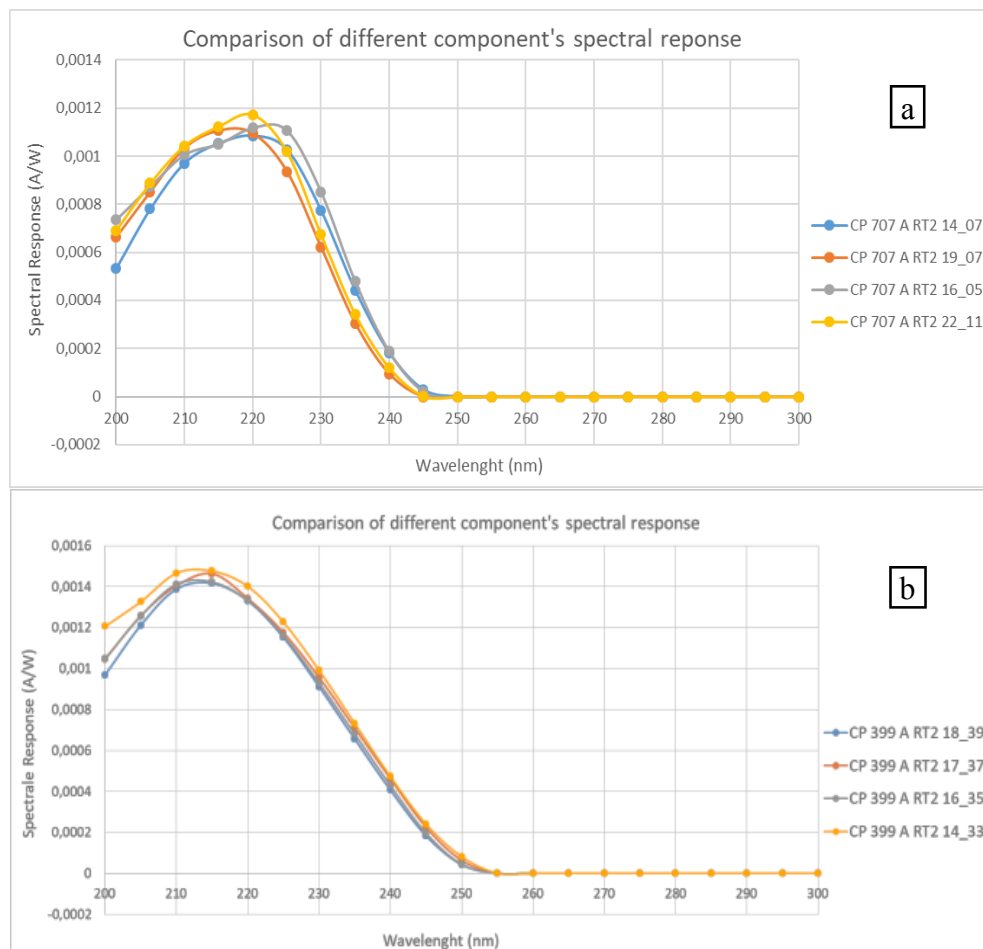 Comparison of different component's spectral reponse
a
0,0014
0,0012
0,001
0,0008
0,0006
0,0004
0,0002
0
-0,0002
Spectral Response (A/W)
200 210 220 230 240 250 260 270 280 290 300
Wavelenght (nm)
CP 707 A RT2 14_07
CP 707 A RT2 19_07
CP 707 A RT2 16_05
CP 707 A RT2 22_11
Comparison of different component's spectral response
b
0,0016
0,0014
0,0012
0,001
0,0008
0,0006
0,0004
0,0002
0
-0,0002
Spectrale Response (A/W)
200 210 220 230 240 250 260 270 280 290 300
Wavelenght (nm)
CP 399 A RT2 18_39
CP 399 A RT2 17_37
CP 399 A RT2 16_35
CP 399 A RT2 14_33